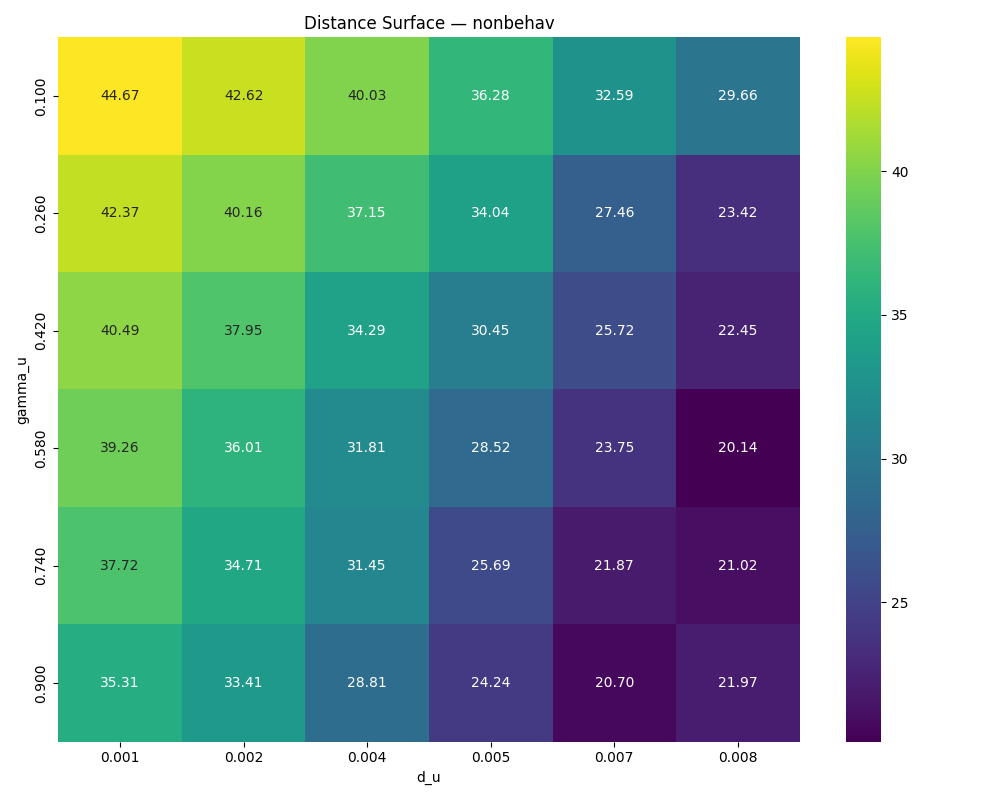 Distance Surface — nonbehav
gamma_u
0.100 44.67 42.62 40.03 36.28 32.59 29.66
0.260 42.37 40.16 37.15 34.04 27.46 23.42
0.420 40.49 37.95 34.29 30.45 25.72 22.45
0.580 39.26 36.01 31.81 28.52 23.75 20.14
0.740 37.72 34.71 31.45 25.69 21.87 21.02
0.900 35.31 33.41 28.81 24.24 20.70 21.97
0.001 0.002 0.004 0.005 0.007 0.008
d_u
40
35
30
25